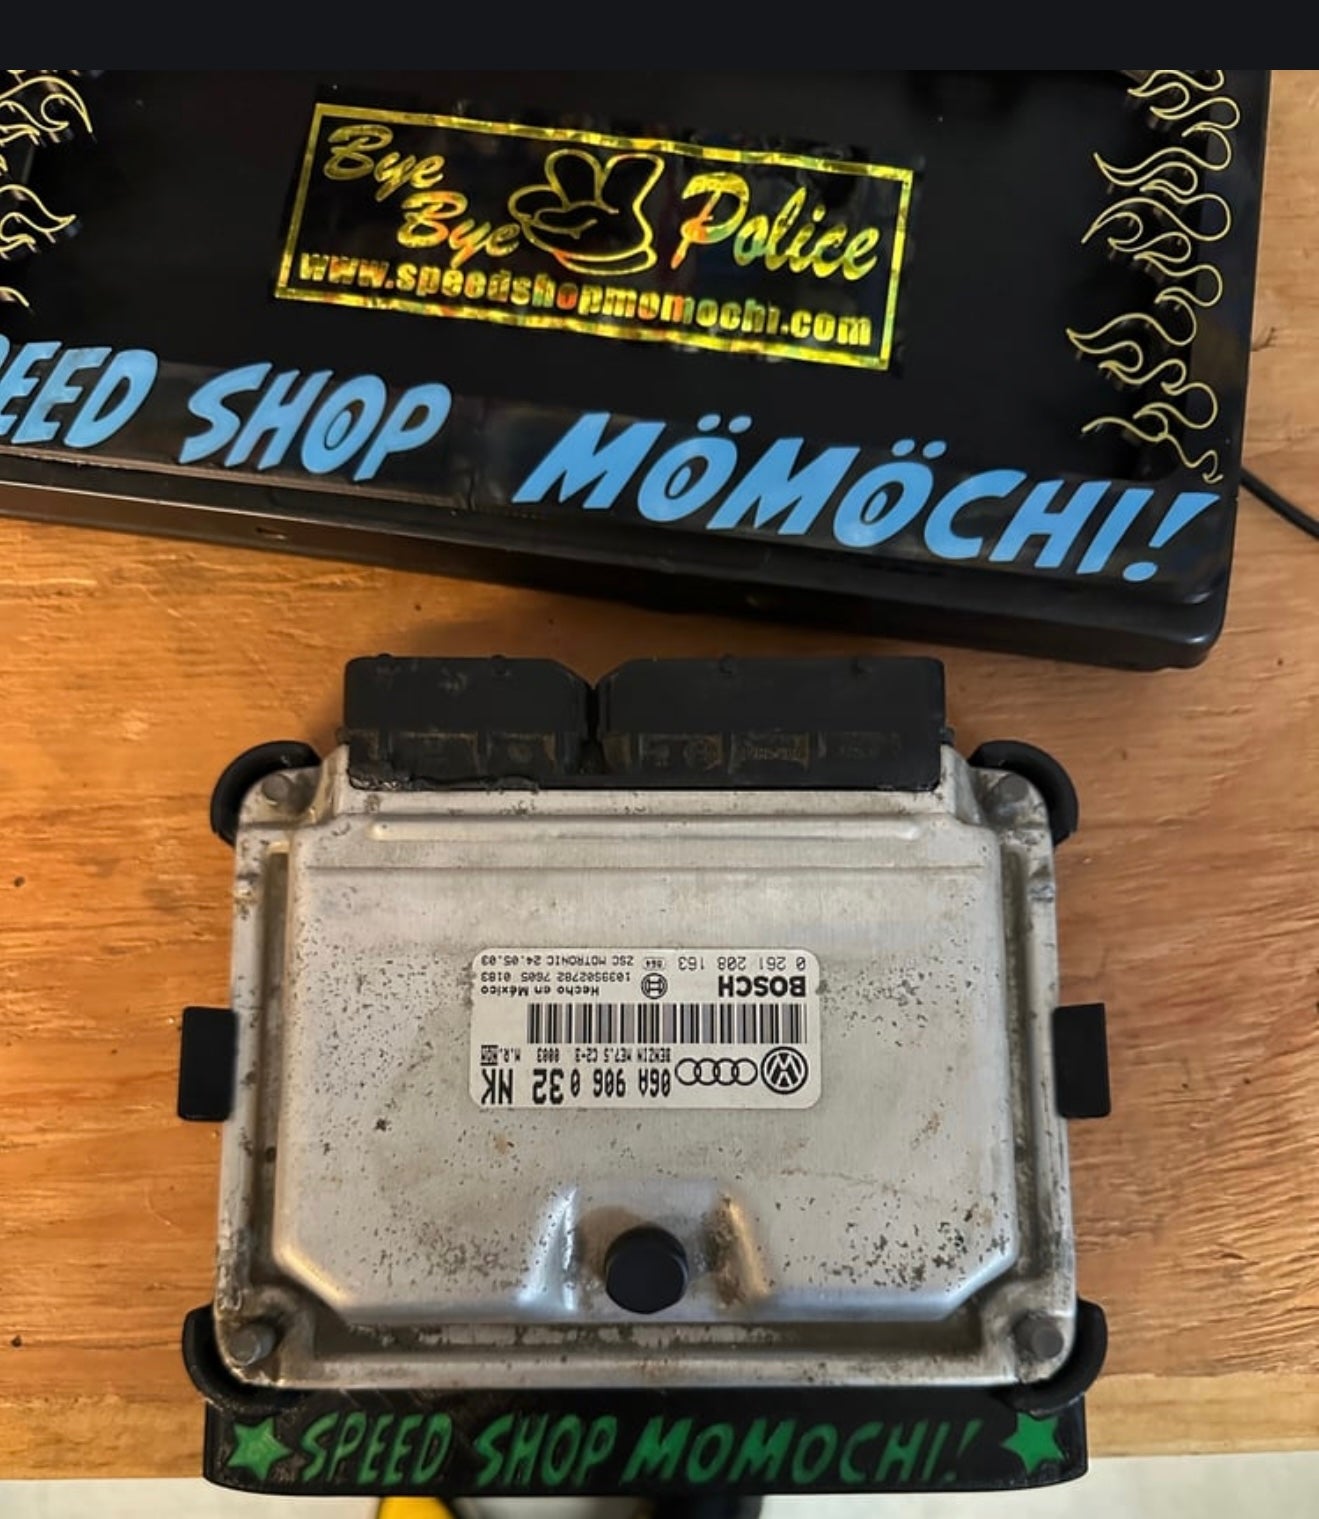 Bye
Bye
Police
www.speedshopmomochi.com
EED SHOP MÖMÖCHI!
06A 906 032 NK
BENZIN ME7.5 C2-3 0003 M.R.
BOSCH
Hecho en México
1039S02782 7605 0183
0 261 208 163
ZSC MOTRONIC 24.05.03
SPEED SHOP MOMOCHI!